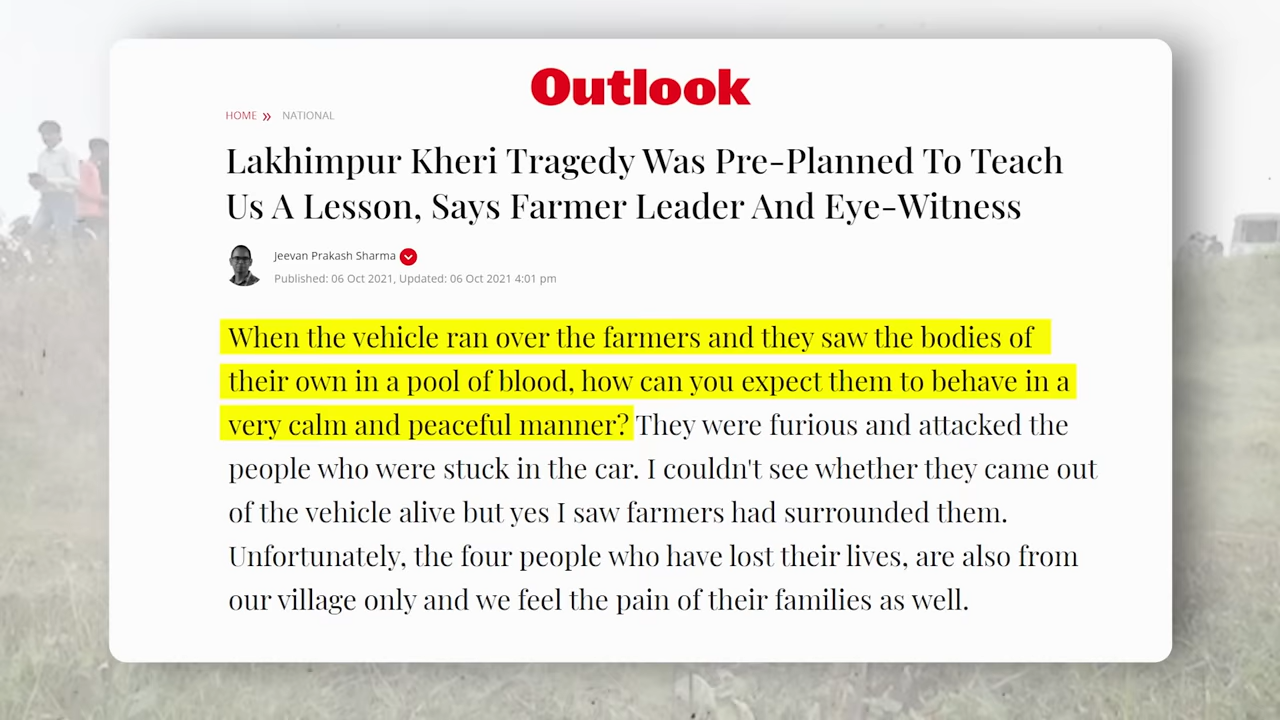 Outlook
HOME » NATIONAL
Lakhimpur Kheri Tragedy Was Pre-Planned To Teach
Us A Lesson, Says Farmer Leader And Eye-Witness
Jeevan Prakash Sharma
Published: 06 Oct 2021, Updated: 06 Oct 2021 4:01 pm
When the vehicle ran over the farmers and they saw the bodies of
their own in a pool of blood, how can you expect them to behave in a
very calm and peaceful manner? They were furious and attacked the
people who were stuck in the car. I couldn't see whether they came out
of the vehicle alive but yes I saw farmers had surrounded them.
Unfortunately, the four people who have lost their lives, are also from
our village only and we feel the pain of their families as well.